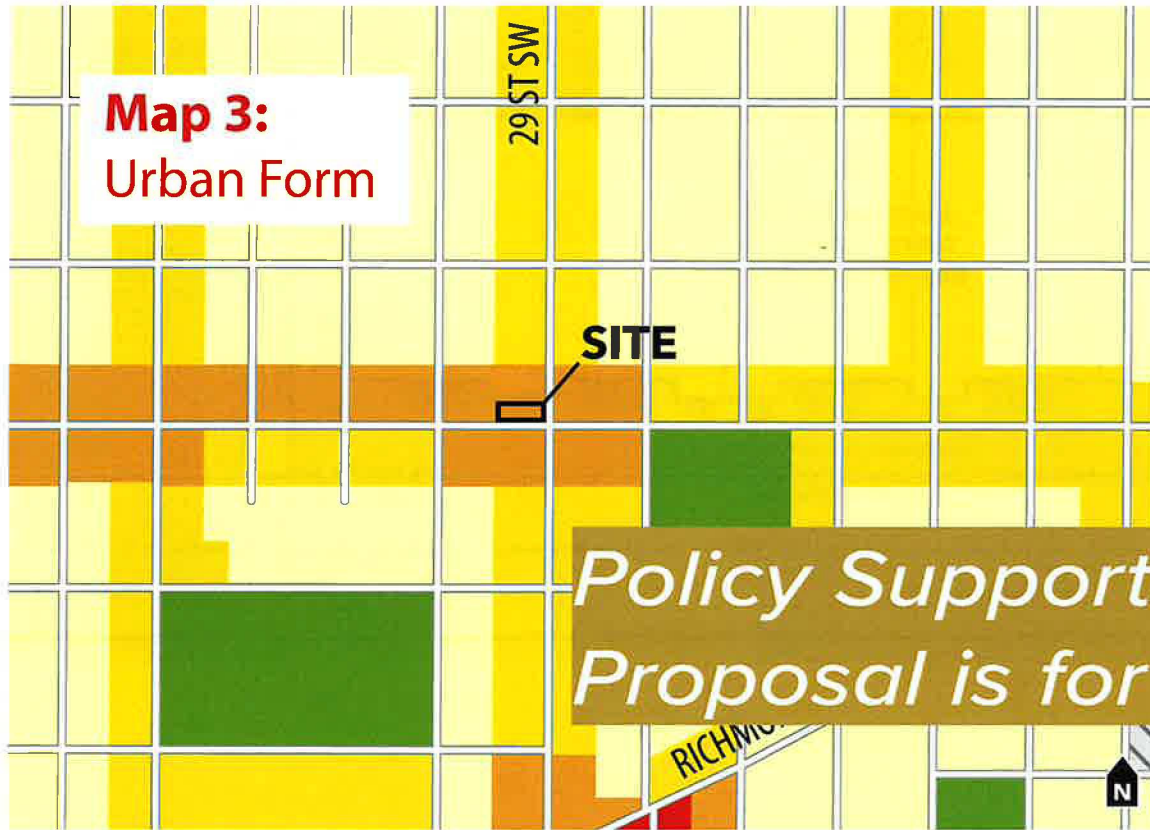 Map 3:
Urban Form
29 ST SW
SITE
Policy Support
Proposal is for
N